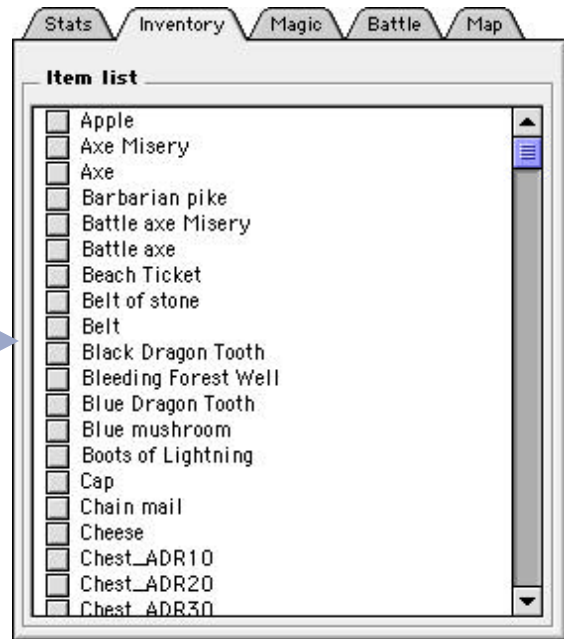 Stats Inventory Magic Battle Map
Item list
Apple
Axe Misery
Axe
Barbarian pike
Battle axe Misery
Battle axe
Beach Ticket
Belt of stone
Belt
Black Dragon Tooth
Bleeding Forest Well
Blue Dragon Tooth
Blue mushroom
Boots of Lightning
Cap
Chain mail
Cheese
Chest_ADR10
Chest_ADR20
Chest_ADR30